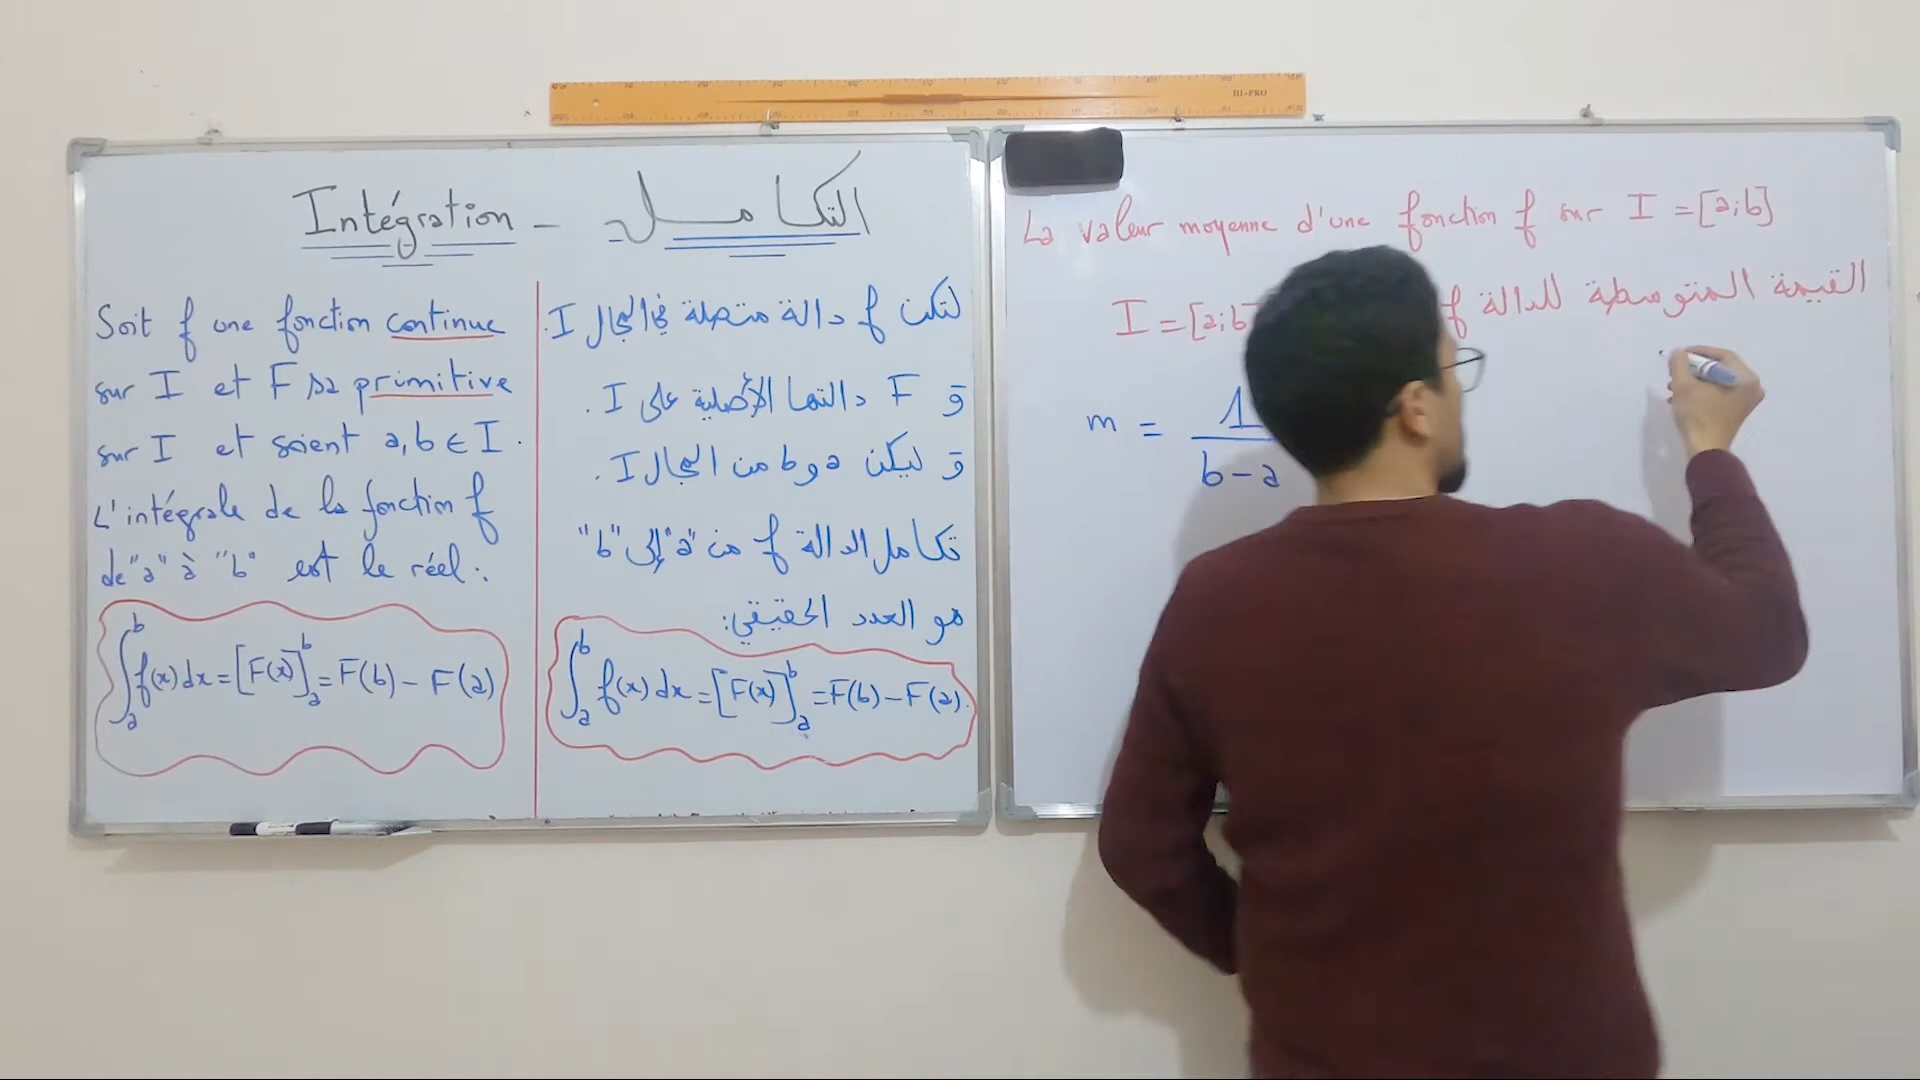 HI-PRO
Intégration - التكامل
Soit f une fonction continue
sur I et F sa primitive
sur I et soient a, b ∈ I.
L'intégrale de la fonction f
de "a" à "b" est le réel :
∫_a^b f(x) dx = [F(x)]_a^b = F(b) - F(a)
لتكن f دالة متصلة في المجال I.
و F دالتها الأصلية على I.
و ليكن a و b من المجال I.
تكامل الدالة f من "a" إلى "b"
هو العدد الحقيقي:
∫_a^b f(x) dx = [F(x)]_a^b = F(b) - F(a).
La valeur moyenne d'une fonction f sur I = [a;b]
القيمة المتوسطة للدالة f I = [a;b
m = 1 / b-a